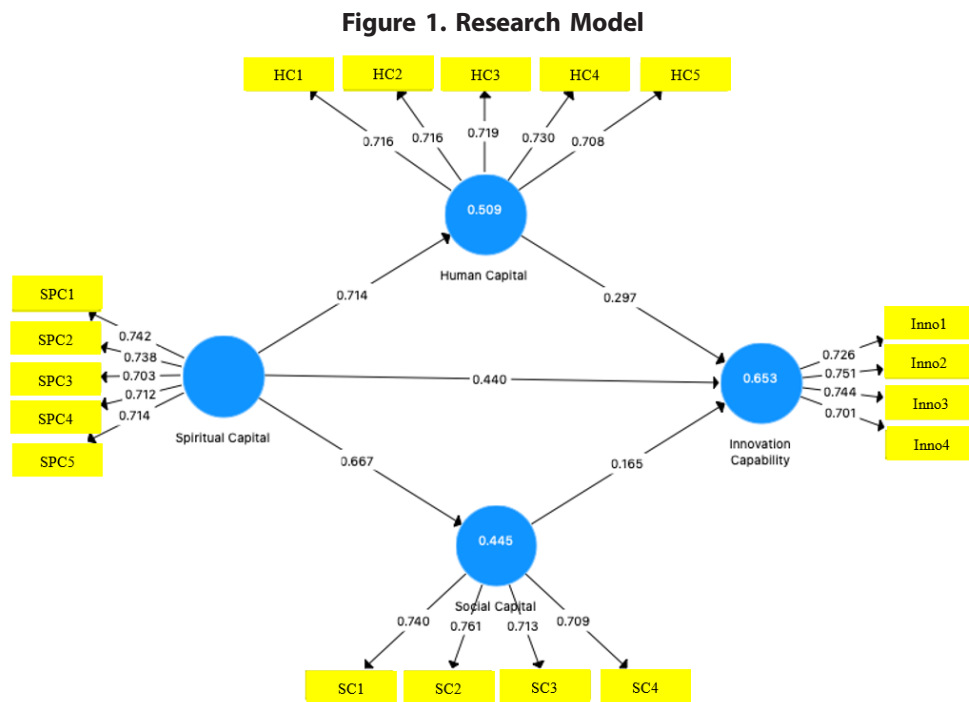 Figure 1. Research Model
HC1
HC2
HC3
HC4
HC5
0.716
0.716
0.719
0.730
0.708
0.509
Human Capital
0.714
0.297
SPC1
SPC2
SPC3
SPC4
SPC5
0.742
0.738
0.703
0.712
0.714
Spiritual Capital
0.440
0.653
Innovation
Capability
0.726
0.751
0.744
0.701
Inno1
Inno2
Inno3
Inno4
0.667
0.165
0.445
Social Capital
0.740
0.761
0.713
0.709
SC1
SC2
SC3
SC4